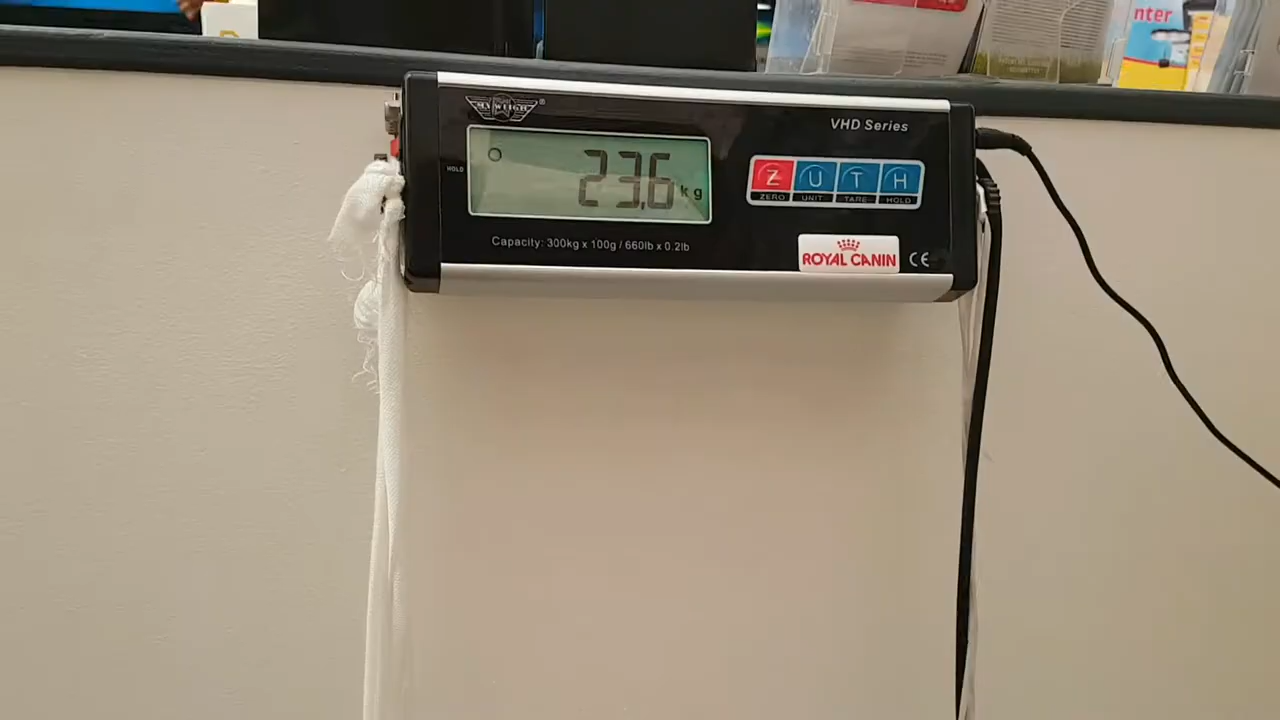 nter
MY WEIGH®
VHD Series
HOLD
23.6 kg
Z U T H
ZERO UNIT TARE HOLD
Capacity: 300kg x 100g / 660lb x 0.2lb
ROYAL CANIN
CE